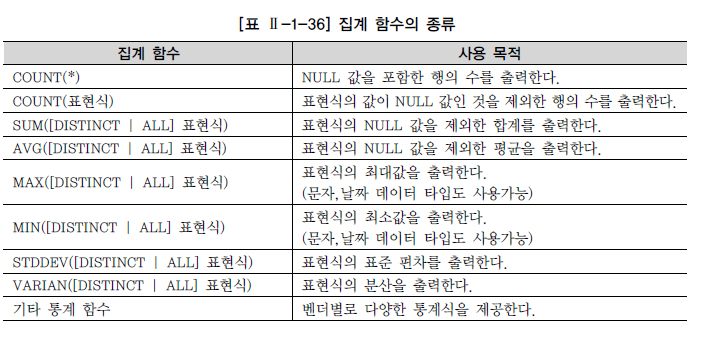 [표 Ⅱ-1-36] 집계 함수의 종류
집계 함수 사용 목적
COUNT(*) NULL 값을 포함한 행의 수를 출력한다.
COUNT(표현식) 표현식의 값이 NULL 값인 것을 제외한 행의 수를 출력한다.
SUM([DISTINCT | ALL] 표현식) 표현식의 NULL 값을 제외한 합계를 출력한다.
AVG([DISTINCT | ALL] 표현식) 표현식의 NULL 값을 제외한 평균을 출력한다.
MAX([DISTINCT | ALL] 표현식) 표현식의 최대값을 출력한다.
(문자,날짜 데이터 타입도 사용가능)
MIN([DISTINCT | ALL] 표현식) 표현식의 최소값을 출력한다.
(문자,날짜 데이터 타입도 사용가능)
STDDEV([DISTINCT | ALL] 표현식) 표현식의 표준 편차를 출력한다.
VARIAN([DISTINCT | ALL] 표현식) 표현식의 분산을 출력한다.
기타 통계 함수 벤더별로 다양한 통계식을 제공한다.